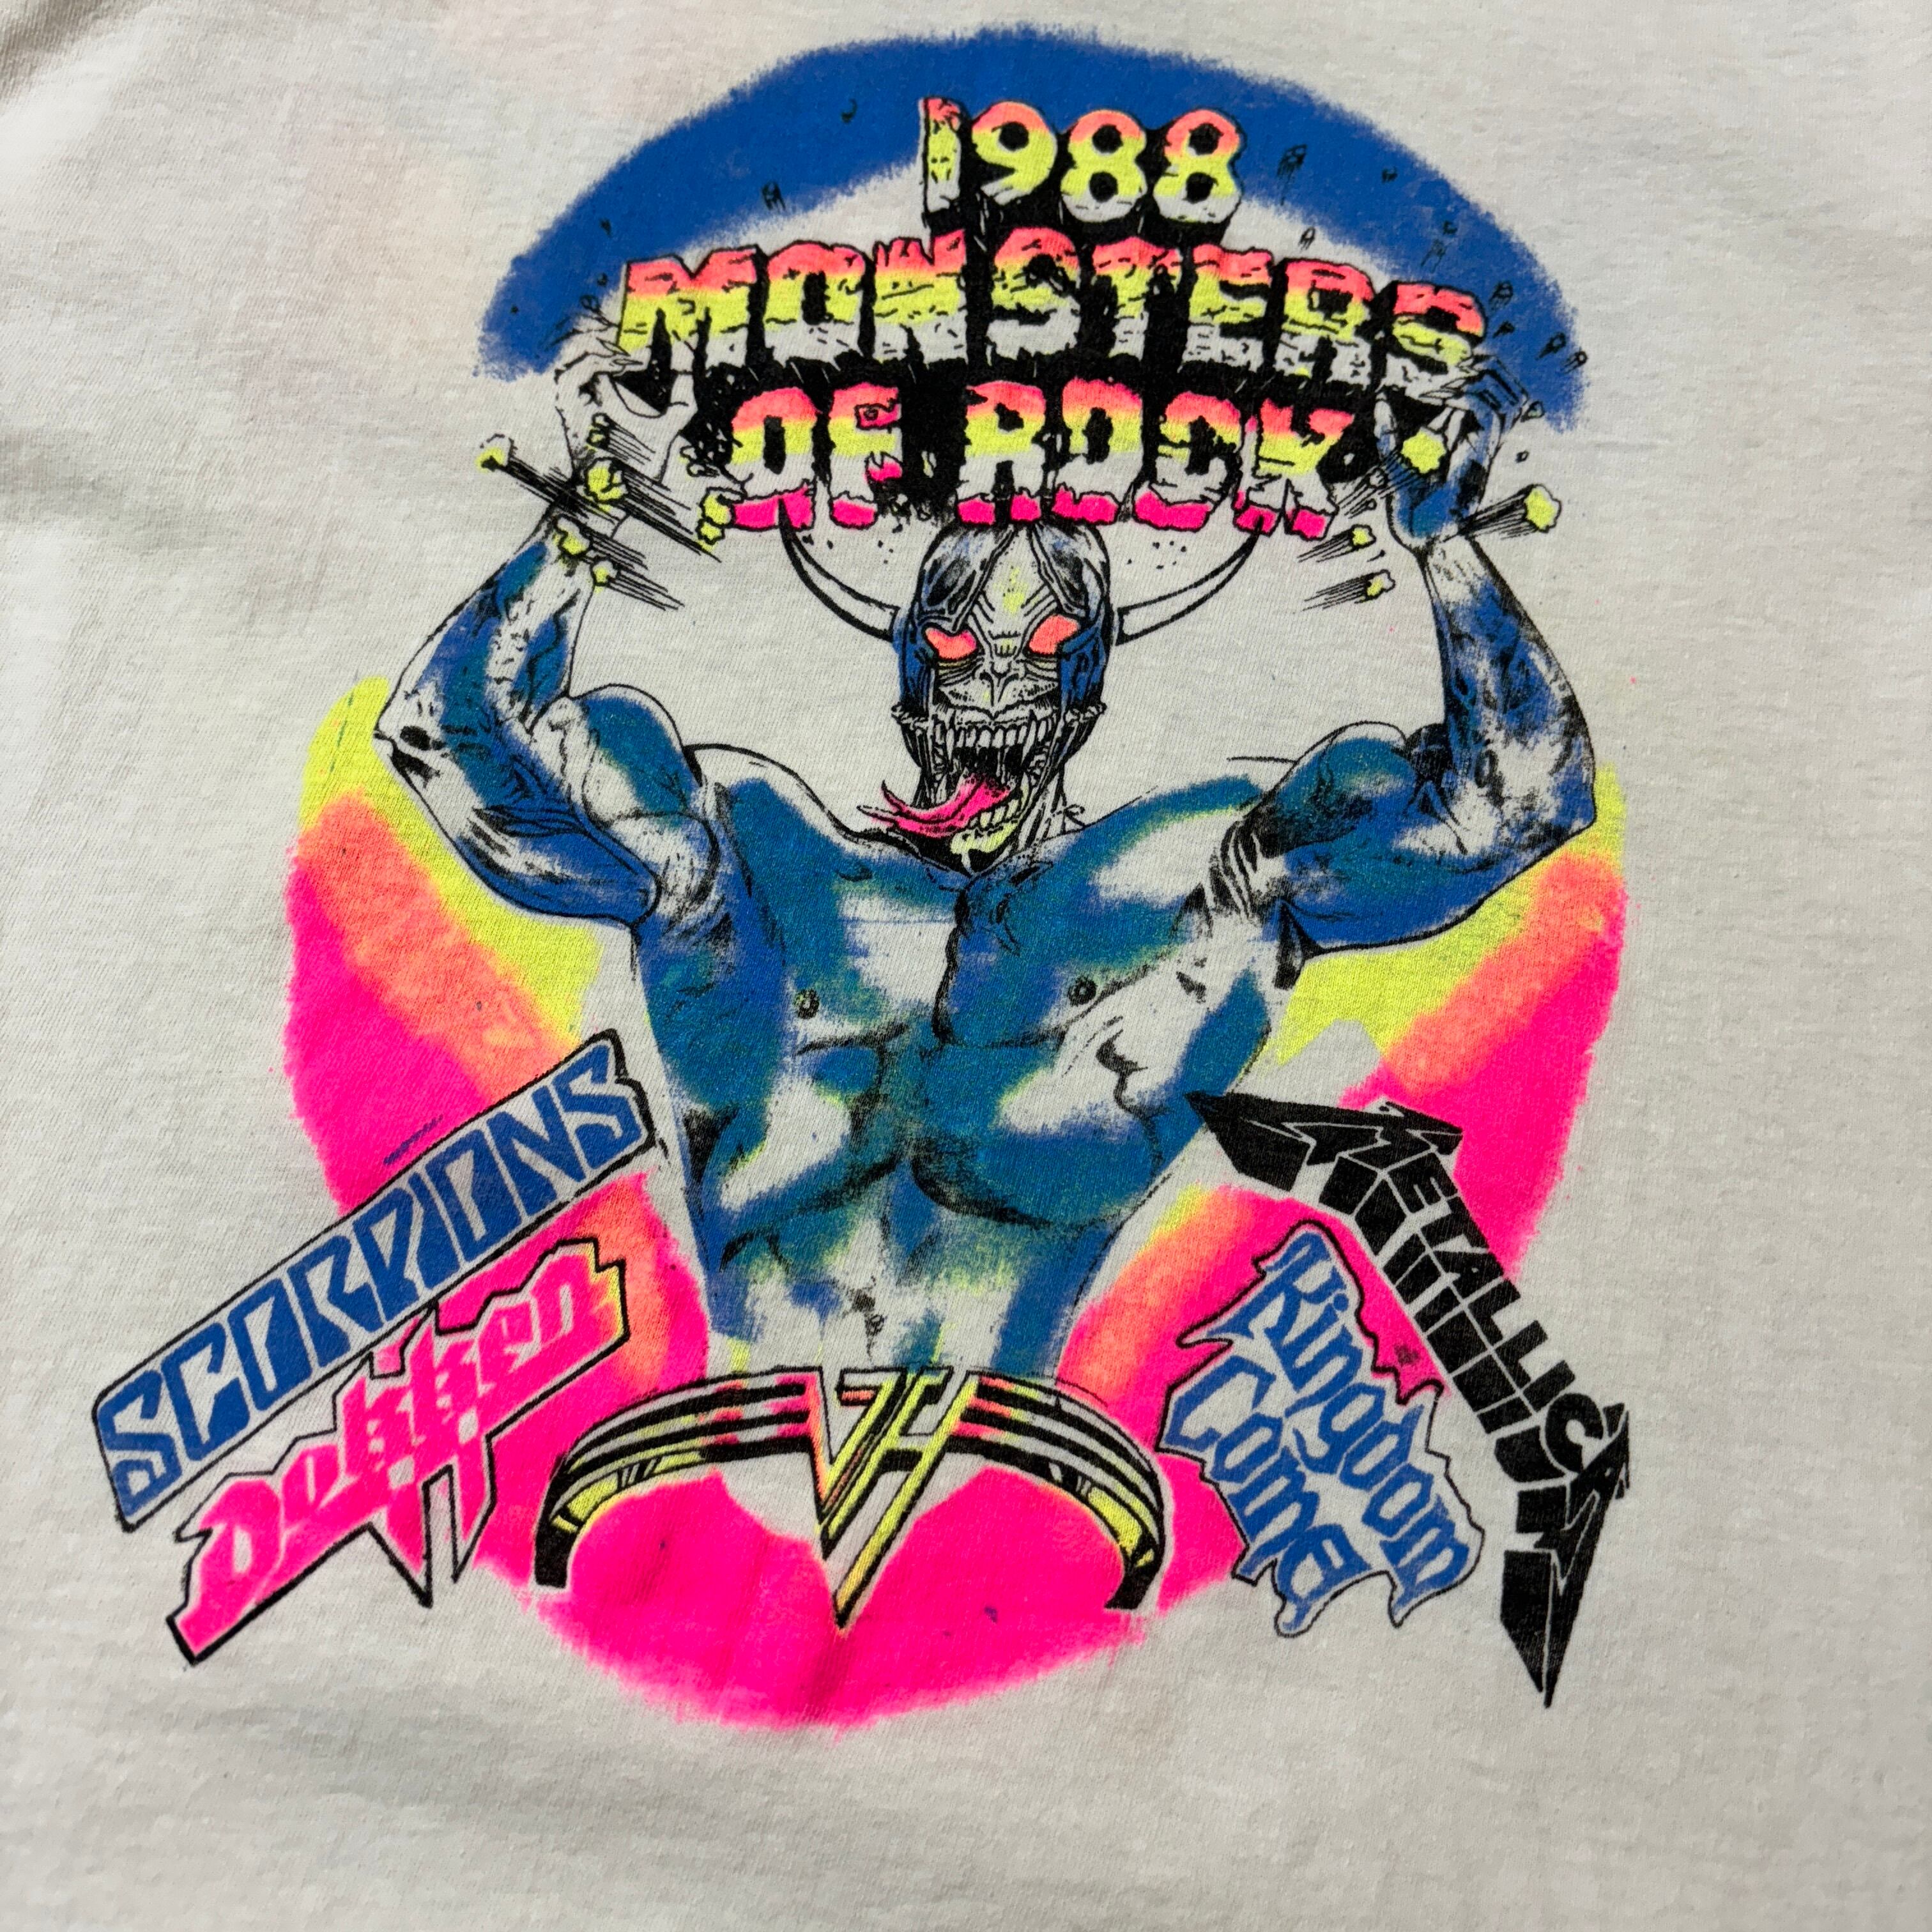 1988
MONSTERS
OF ROCK
SCORPIONS
Dokken
VH
METALLICA
Kingdom
Come